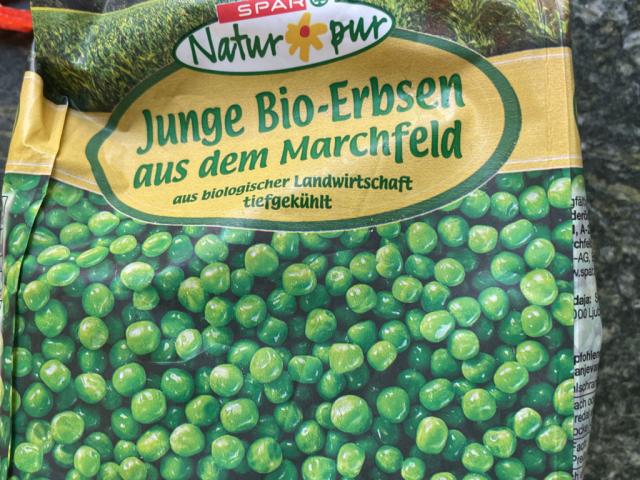 SPAR
Natur pur
Junge Bio-Erbsen
aus dem Marchfeld
aus biologischer Landwirtschaft
tiefgekühlt